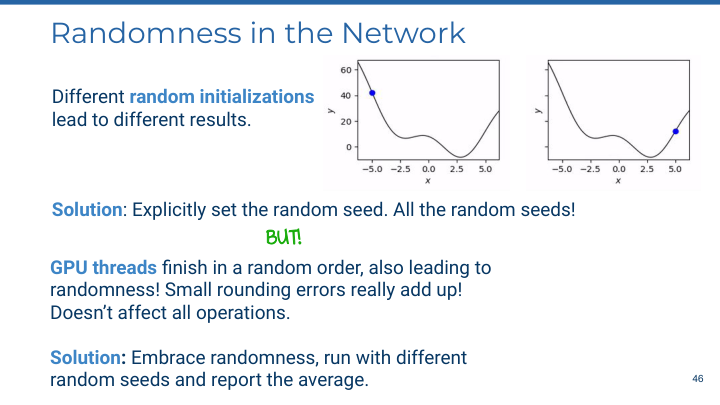 Randomness in the Network
Different random initializations
lead to different results.
60
40
20
0
y
−5.0 −2.5 0.0 2.5 5.0
x
y
−5.0 −2.5 0.0 2.5 5.0
x
Solution: Explicitly set the random seed. All the random seeds!
BUT!
GPU threads finish in a random order, also leading to
randomness! Small rounding errors really add up!
Doesn’t affect all operations.
Solution: Embrace randomness, run with different
random seeds and report the average.
46